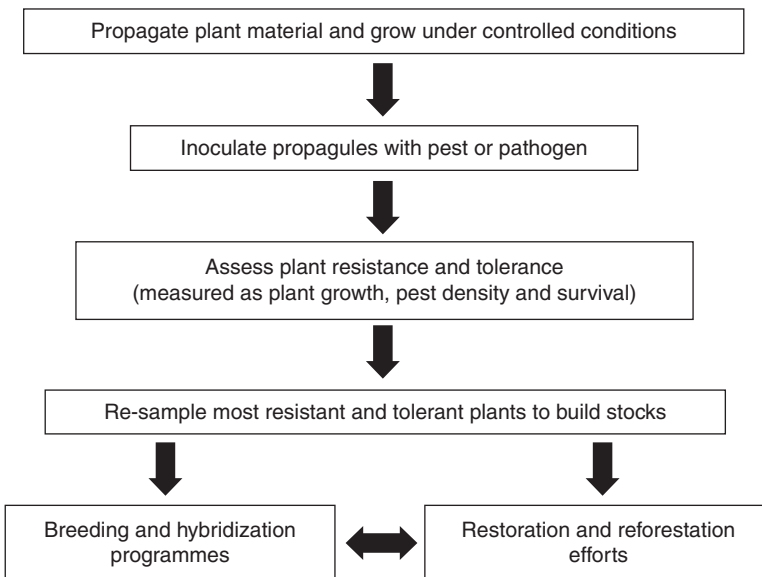 Propagate plant material and grow under controlled conditions
Inoculate propagules with pest or pathogen
Assess plant resistance and tolerance
(measured as plant growth, pest density and survival)
Re-sample most resistant and tolerant plants to build stocks
Breeding and hybridization
programmes
Restoration and reforestation
efforts